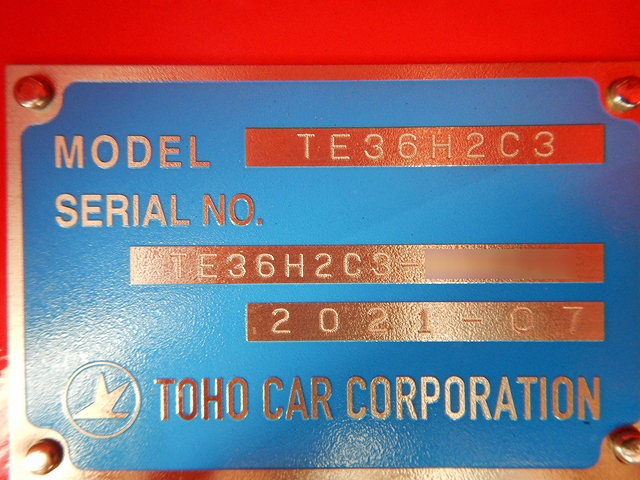 MODEL TE36H2C3
SERIAL NO.
TE36H2C3-
2021-07
TOHO CAR CORPORATION